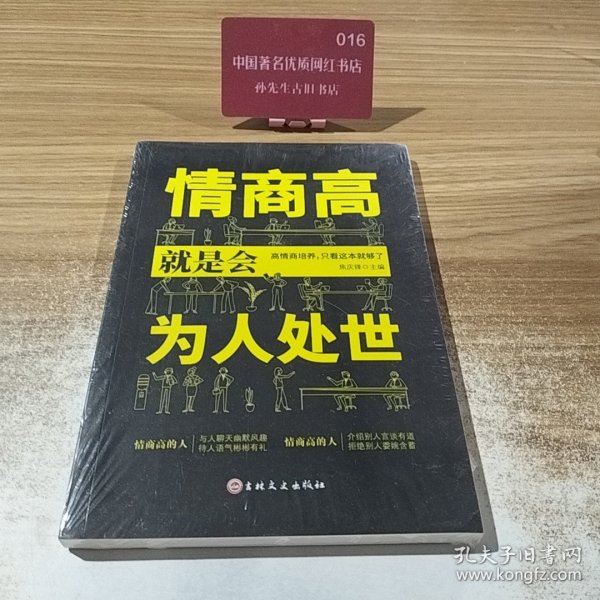 016
中国著名优质网红书店
孙先生古旧书店
情商高
就是会
高情商培养，只看这本就够了
焦庆锋◎主编
为人处世
情商高的人
与人聊天幽默风趣
待人语气彬彬有礼
情商高的人
介绍别人言谈有道
拒绝别人委婉含蓄
吉林文史出版社
孔夫子旧书网
www.kongfz.com